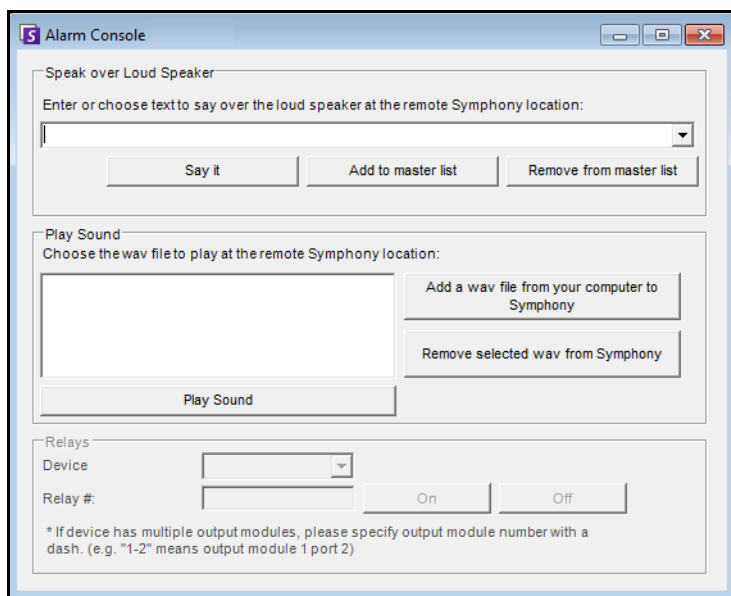 Alarm Console
Speak over Loud Speaker
Enter or choose text to say over the loud speaker at the remote Symphony location:
Say it
Add to master list
Remove from master list
Play Sound
Choose the wav file to play at the remote Symphony location:
Add a wav file from your computer to
Symphony
Remove selected wav from Symphony
Play Sound
Relays
Device
Relay #:
On
Off
* If device has multiple output modules, please specify output module number with a
dash. (e.g. "1-2" means output module 1 port 2)